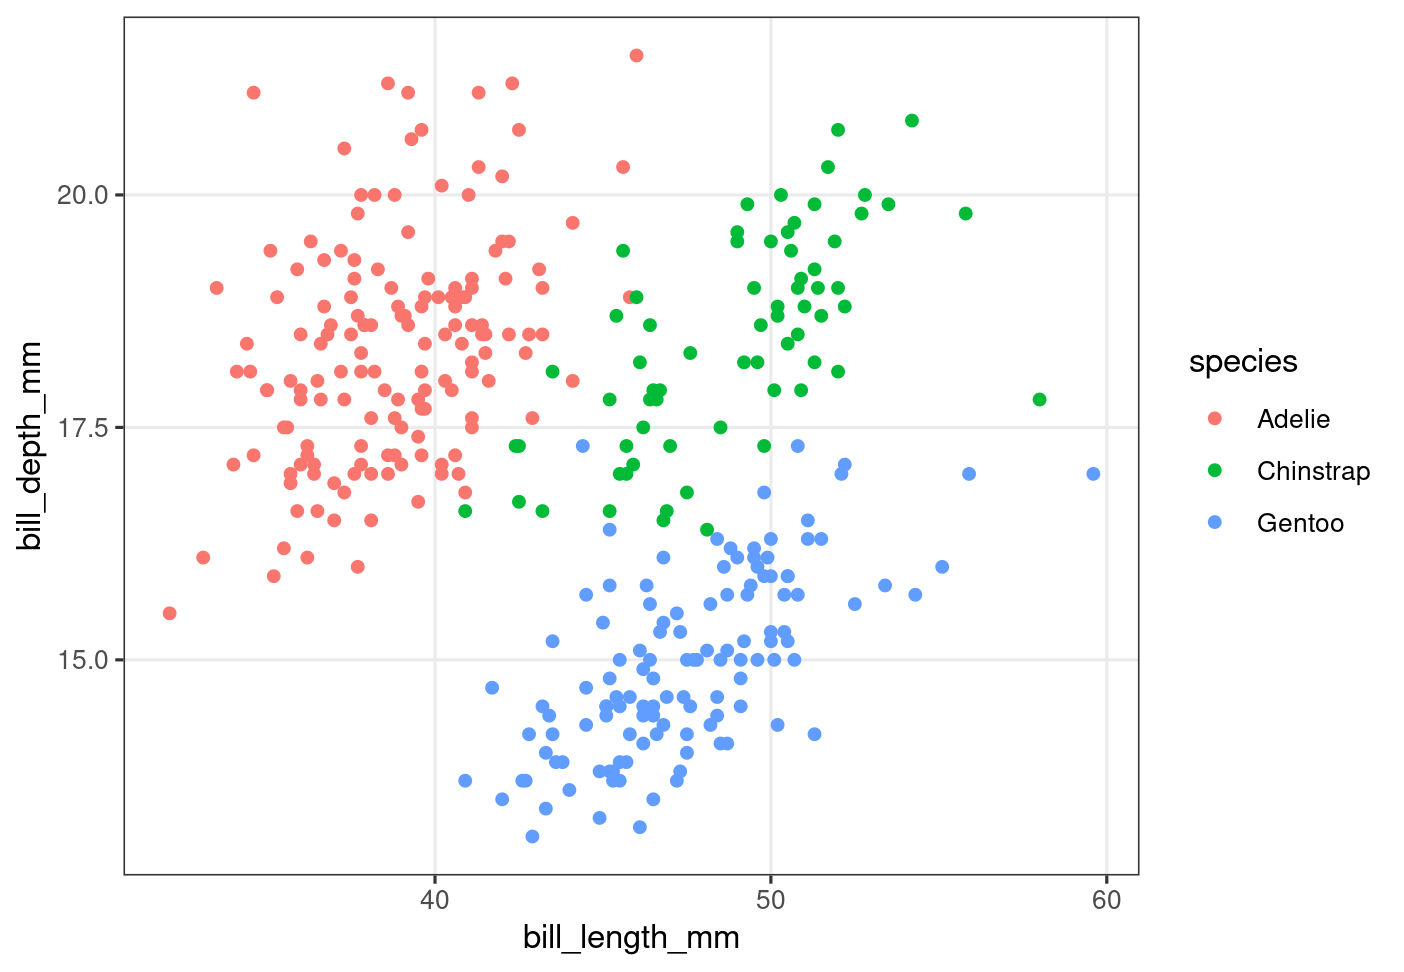 20.0
17.5
15.0
bill_depth_mm
40
50
60
bill_length_mm
species
Adelie
Chinstrap
Gentoo